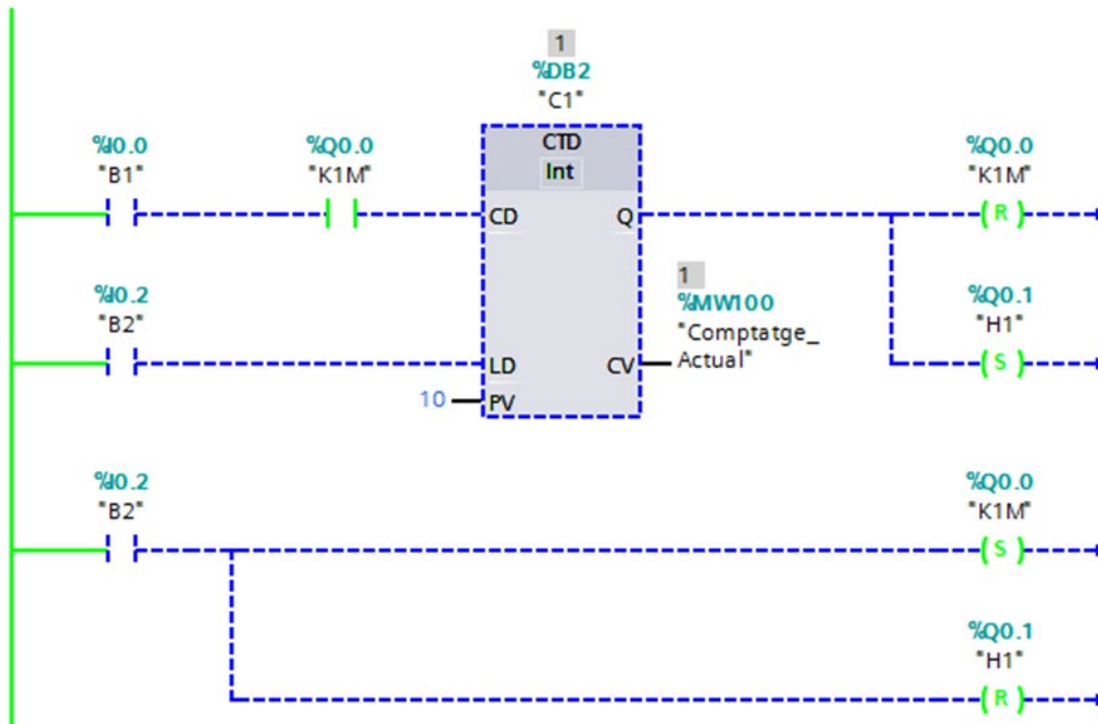 1
%DB2
"C1"
CTD
Int
%I0.0
"B1"
%Q0.0
"K1M"
CD
Q
%Q0.0
"K1M"
( R )
%I0.2
"B2"
1
%MW100
"Comptatge_
Actual"
%Q0.1
"H1"
( S )
LD
CV
10
PV
%I0.2
"B2"
%Q0.0
"K1M"
( S )
%Q0.1
"H1"
( R )